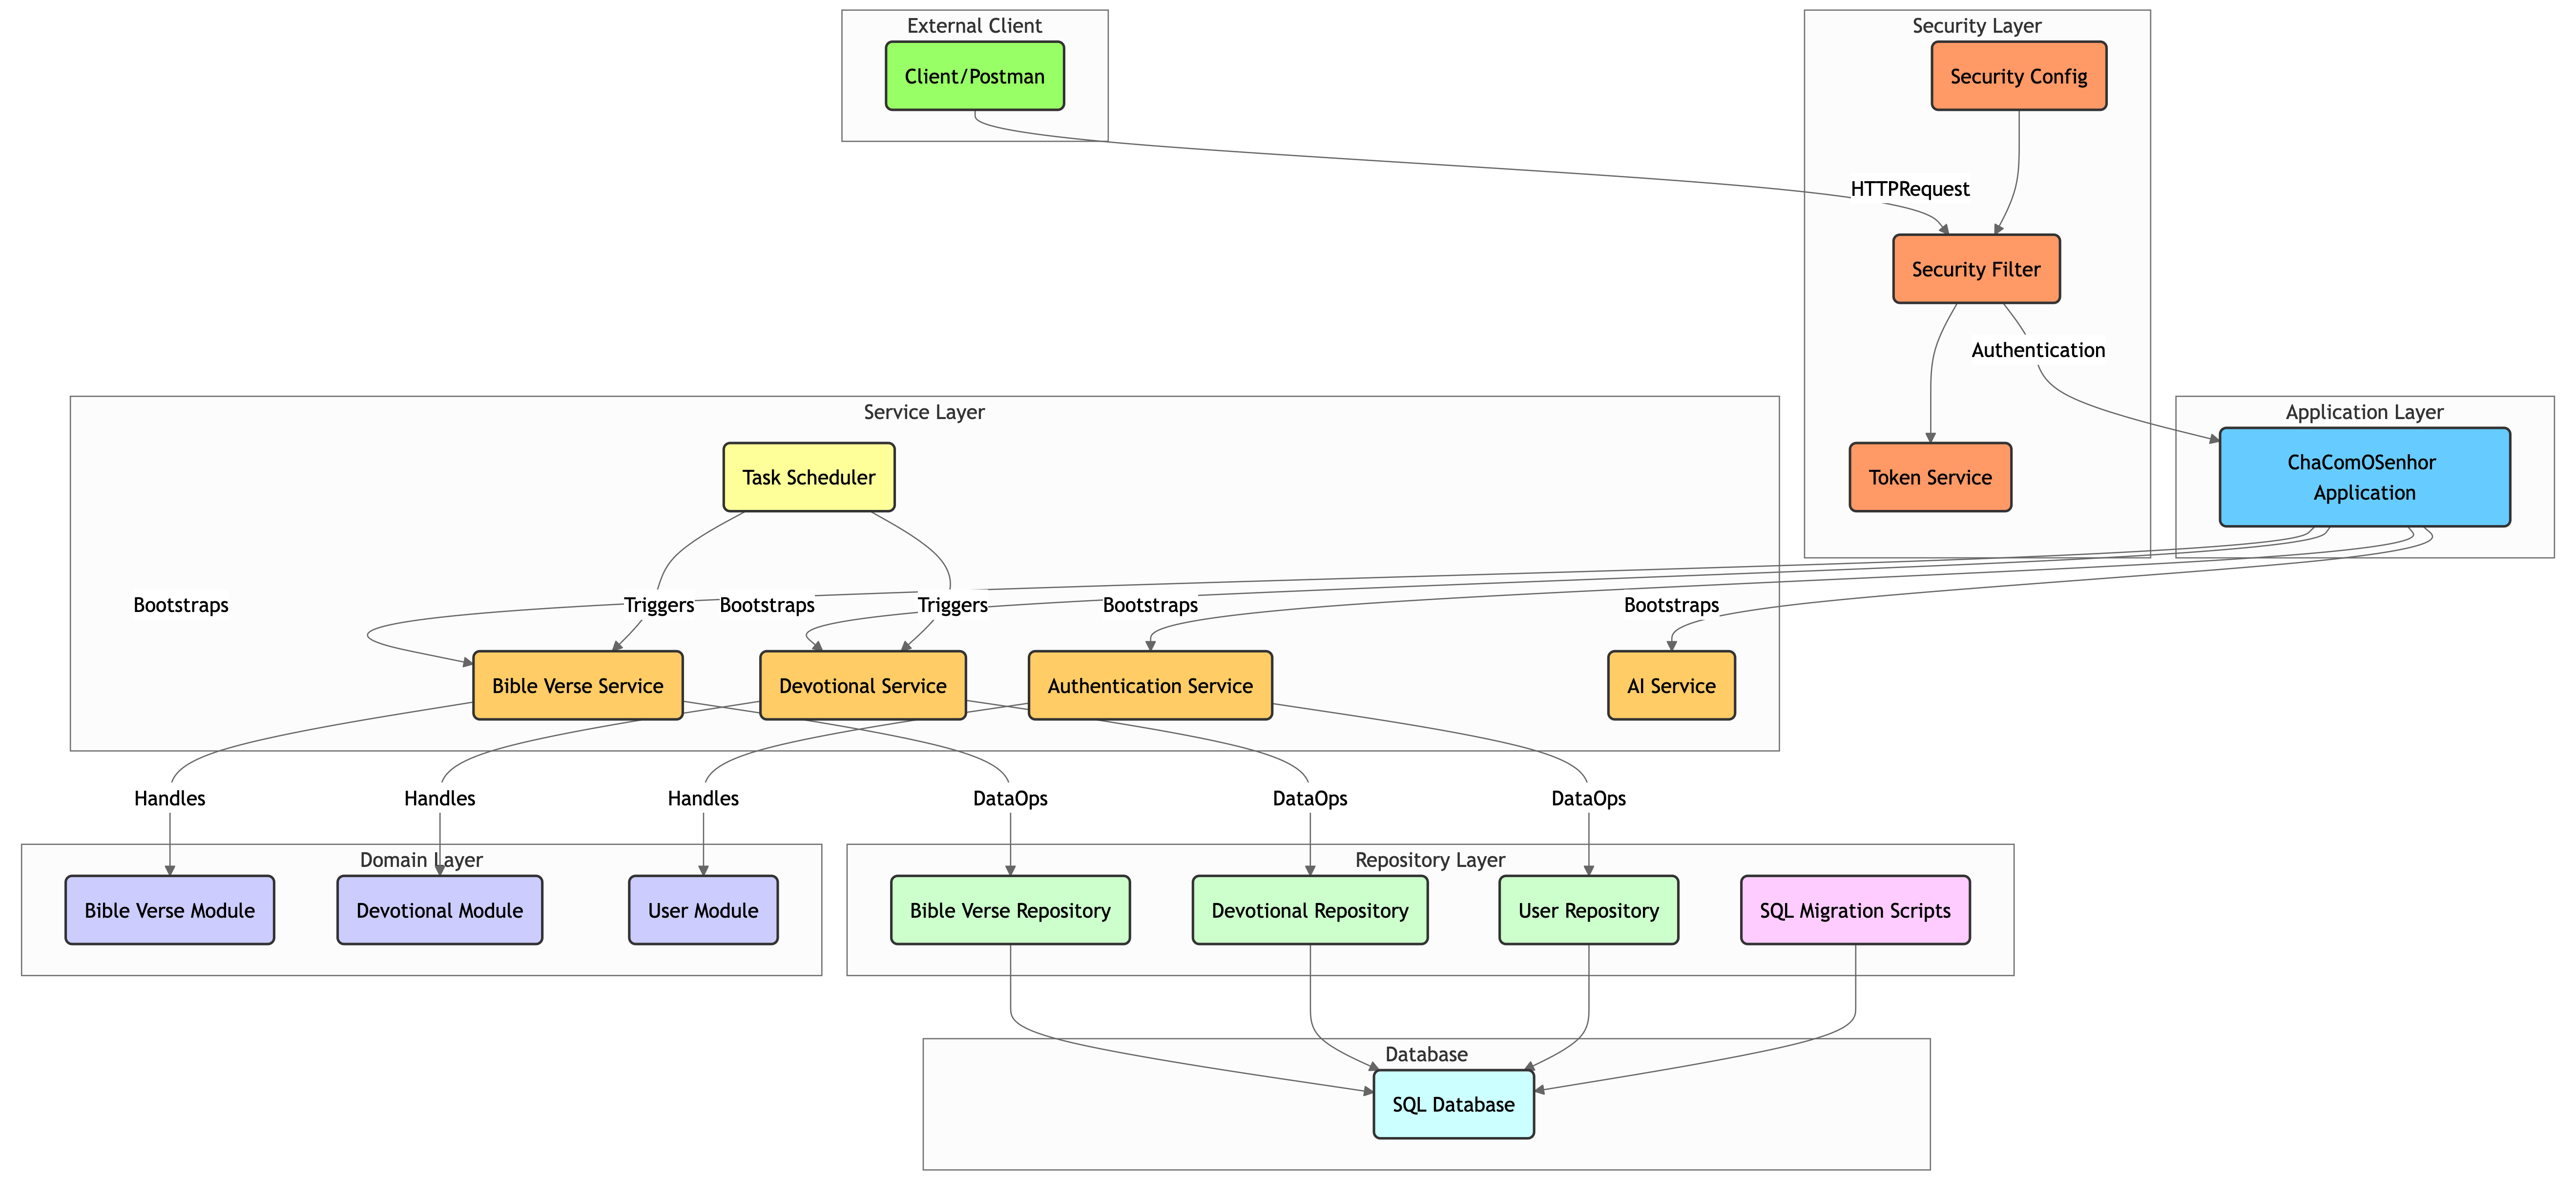 External Client
Client/Postman
Security Layer
Security Config
HTTPRequest
Security Filter
Authentication
Token Service
Application Layer
ChaComOSenhor
Application
Service Layer
Task Scheduler
Bootstraps
Triggers
Bootstraps
Triggers
Bootstraps
Bootstraps
Bible Verse Service
Devotional Service
Authentication Service
AI Service
Handles
Handles
Handles
DataOps
DataOps
DataOps
Domain Layer
Bible Verse Module
Devotional Module
User Module
Repository Layer
Bible Verse Repository
Devotional Repository
User Repository
SQL Migration Scripts
Database
SQL Database